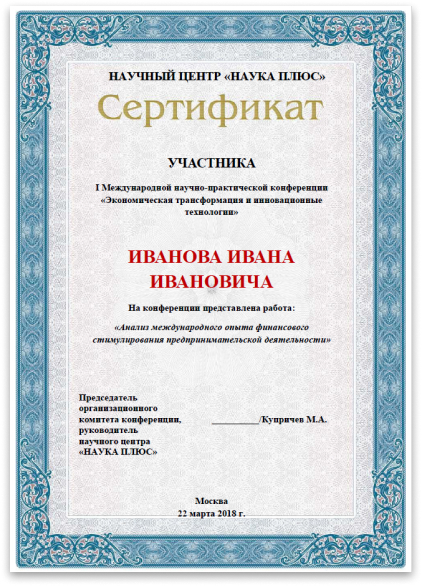 НАУЧНЫЙ ЦЕНТР «НАУКА ПЛЮС»
Сертификат
УЧАСТНИКА
I Международной научно-практической конференции
«Экономическая трансформация и инновационные
технологии»
ИВАНОВА ИВАНА
ИВАНОВИЧА
На конференции представлена работа:
«Анализ международного опыта финансового
стимулирования предпринимательской деятельности»
Председатель
организационного
комитета конференции,
руководитель
научного центра
«НАУКА ПЛЮС»
___________/Купричев М.А.
Москва
22 марта 2018 г.